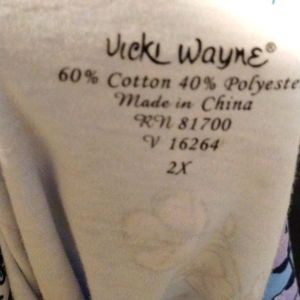 Vicki Wayne®
60% Cotton 40% Polyeste
Made in China
RN 81700
V 16264
2X